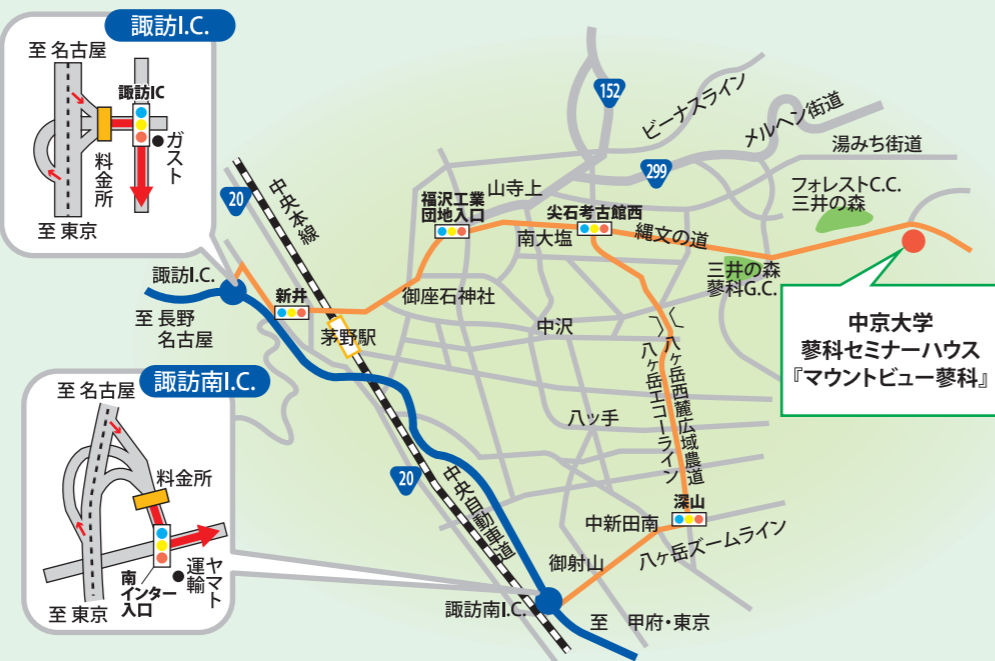 諏訪I.C.
至 名古屋
諏訪IC
ガスト
料金所
至 東京
152
ビーナスライン
メルヘン街道
299
湯みち街道
20
中央本線
福沢工業
団地入口
山寺上
尖石考古館西
南大塩
縄文の道
フォレストC.C.
三井の森
三井の森
蓼科G.C.
諏訪I.C.
新井
御座石神社
至 長野
名古屋
茅野駅
中沢
八ヶ岳エコーライン
八ヶ岳西麓広域農道
中京大学
蓼科セミナーハウス
『マウントビュー蓼科』
諏訪南I.C.
至 名古屋
料金所
南
インター
入口
ヤマト
運輸
至 東京
八ッ手
20
中央自動車道
深山
中新田南
八ヶ岳ズームライン
御射山
諏訪南I.C.
至 甲府・東京